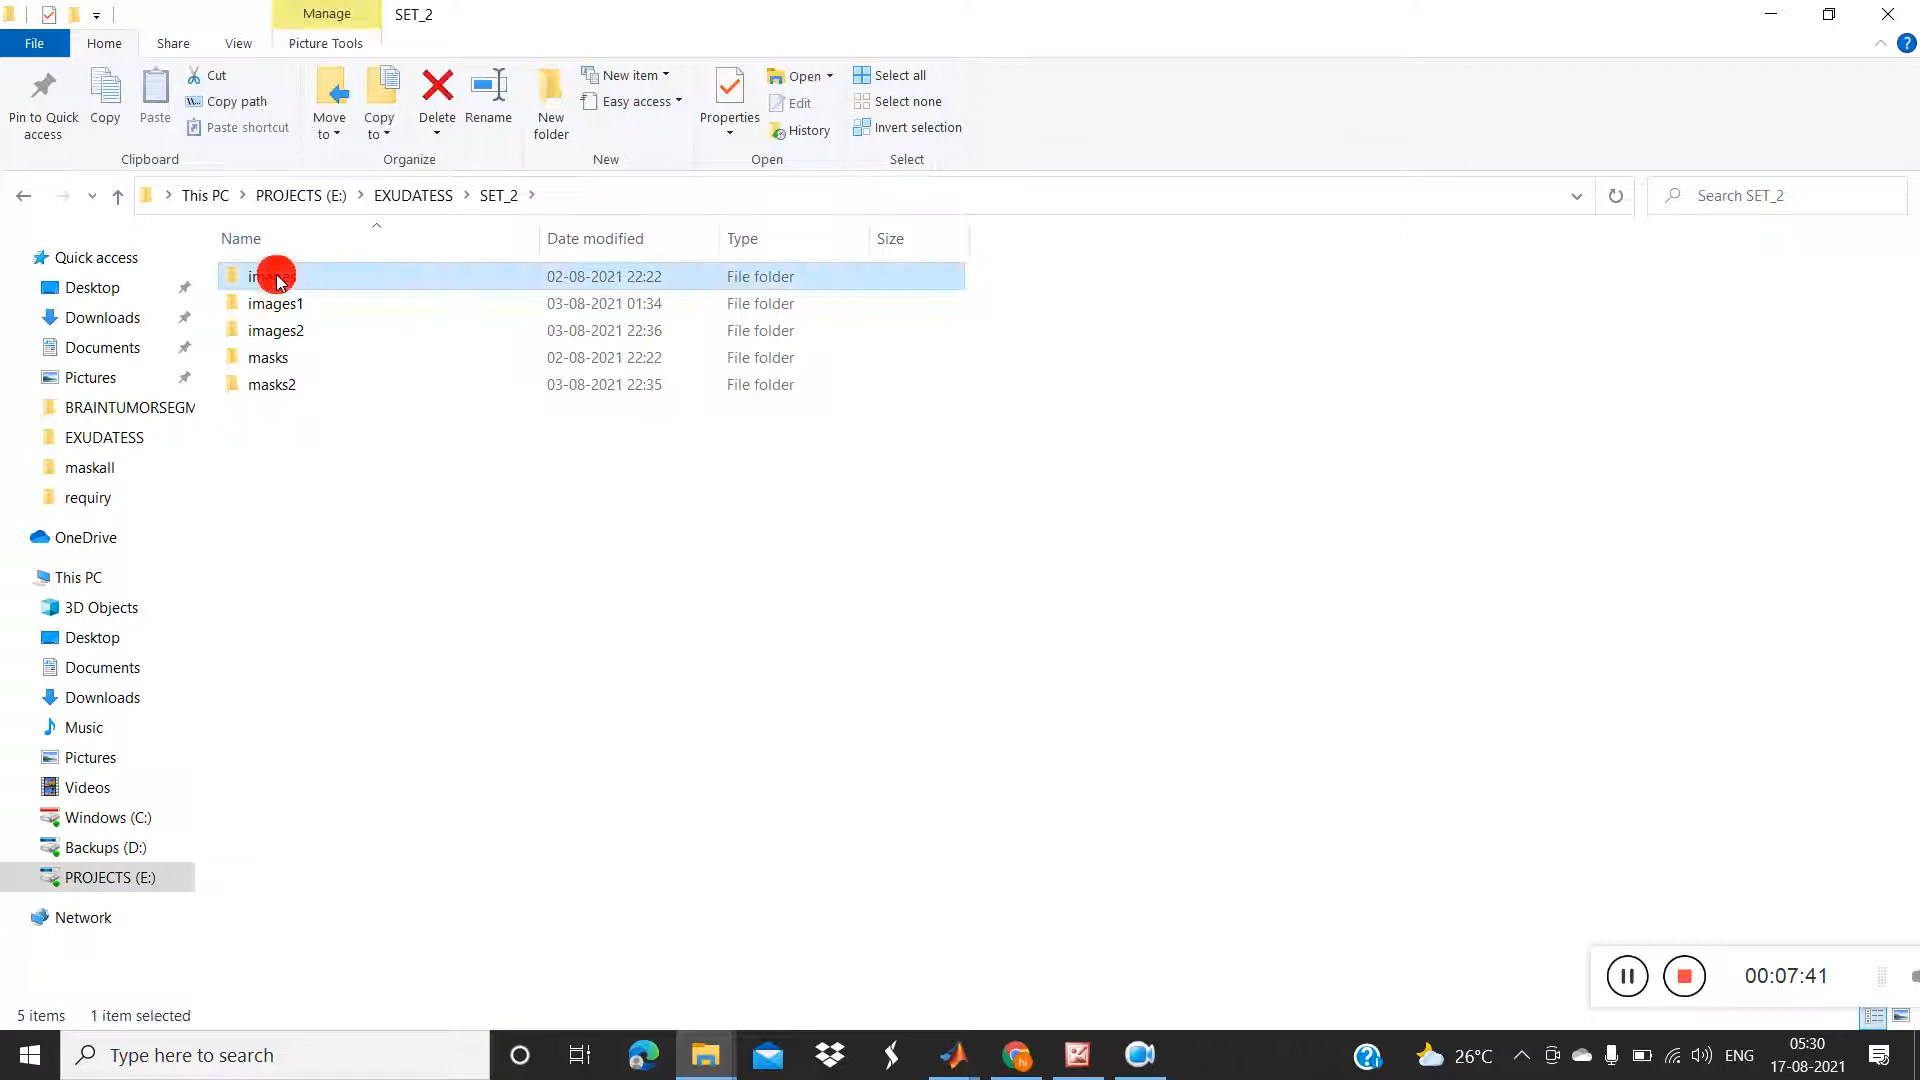 Manage
SET_2
File
Home
Share
View
Picture Tools
Pin to Quick access
Copy
Paste
Cut
Copy path
Paste shortcut
Clipboard
Move to
Copy to
Delete
Rename
Organize
New folder
New item
Easy access
New
Properties
Open
Edit
History
Open
Select all
Select none
Invert selection
Select
This PC
PROJECTS (E:)
EXUDATESS
SET_2
Search SET_2
Name
Date modified
Type
Size
images 02-08-2021 22:22 File folder
images1 03-08-2021 01:34 File folder
images2 03-08-2021 22:36 File folder
masks 02-08-2021 22:22 File folder
masks2 03-08-2021 22:35 File folder
Quick access
Desktop
Downloads
Documents
Pictures
BRAINTUMORSEGM
EXUDATESS
maskall
requiry
OneDrive
This PC
3D Objects
Desktop
Documents
Downloads
Music
Pictures
Videos
Windows (C:)
Backups (D:)
PROJECTS (E:)
Network
00:07:41
5 items
1 item selected
Type here to search
26°C
ENG
05:30
17-08-2021